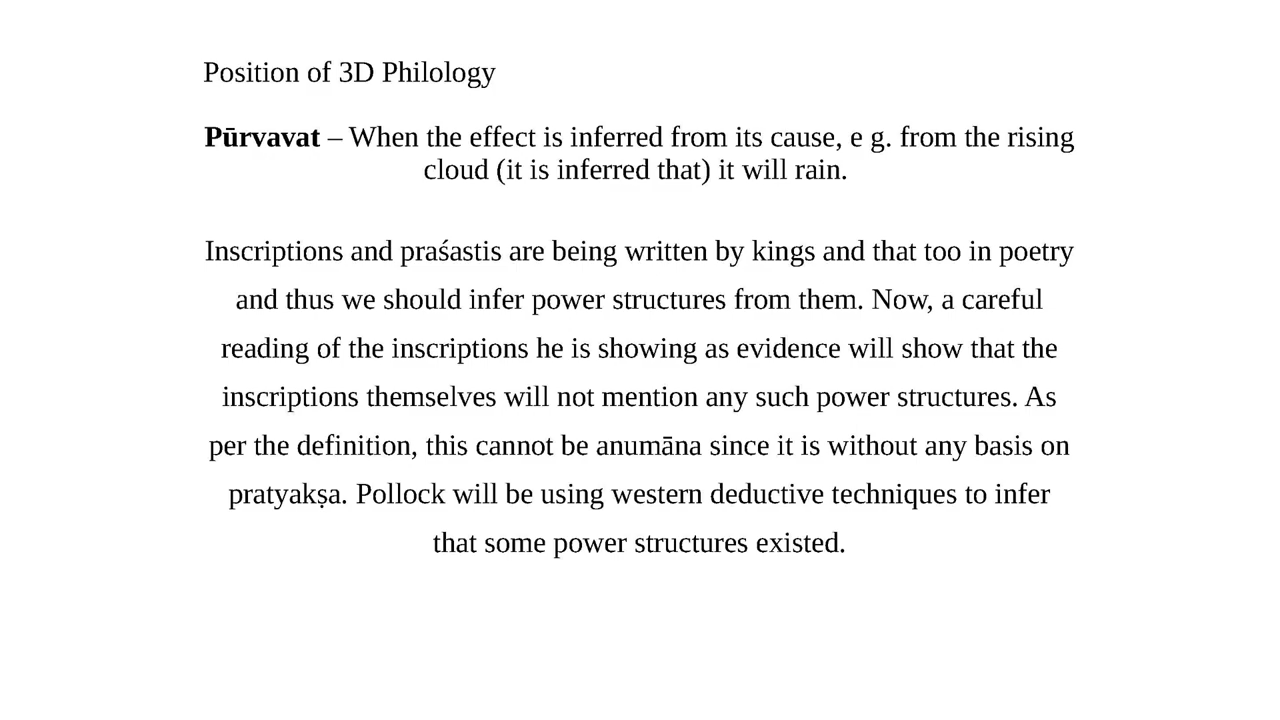 Position of 3D Philology
Pūrvavat – When the effect is inferred from its cause, e g. from the rising
cloud (it is inferred that) it will rain.
Inscriptions and praśastis are being written by kings and that too in poetry
and thus we should infer power structures from them. Now, a careful
reading of the inscriptions he is showing as evidence will show that the
inscriptions themselves will not mention any such power structures. As
per the definition, this cannot be anumāna since it is without any basis on
pratyakṣa. Pollock will be using western deductive techniques to infer
that some power structures existed.